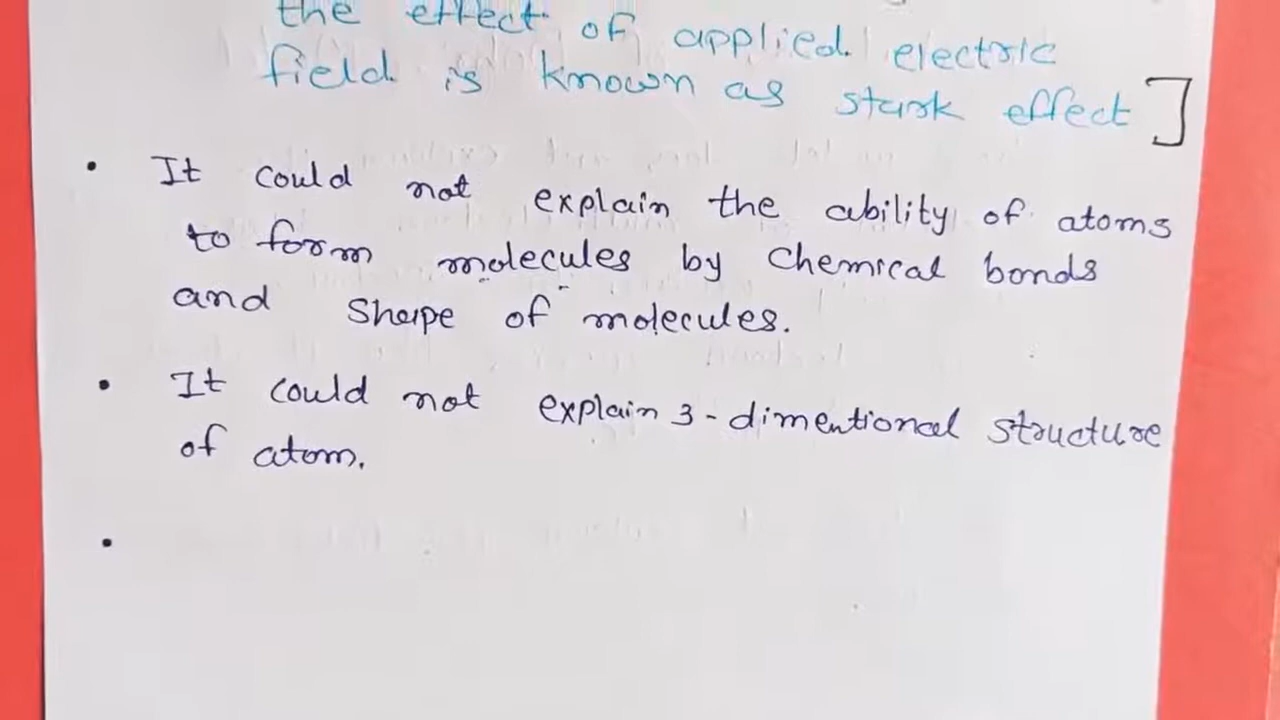 the effect of applied electric
field is known as stark effect]
• It could not explain the ability of atoms
to form molecules by chemical bonds
and shape of molecules.
• It could not explain 3-dimentional structure
of atom.
•